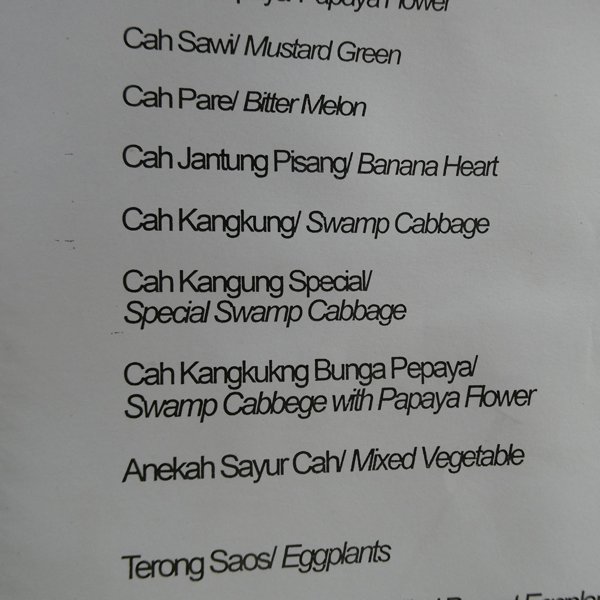 Papaya Flower
Cah Sawi/ Mustard Green
Cah Pare/ Bitter Melon
Cah Jantung Pisang/ Banana Heart
Cah Kangkung/ Swamp Cabbage
Cah Kangung Special/
Special Swamp Cabbage
Cah Kangkukng Bunga Pepaya/
Swamp Cabbege with Papaya Flower
Anekah Sayur Cah/ Mixed Vegetable
Terong Saos/ Eggplants